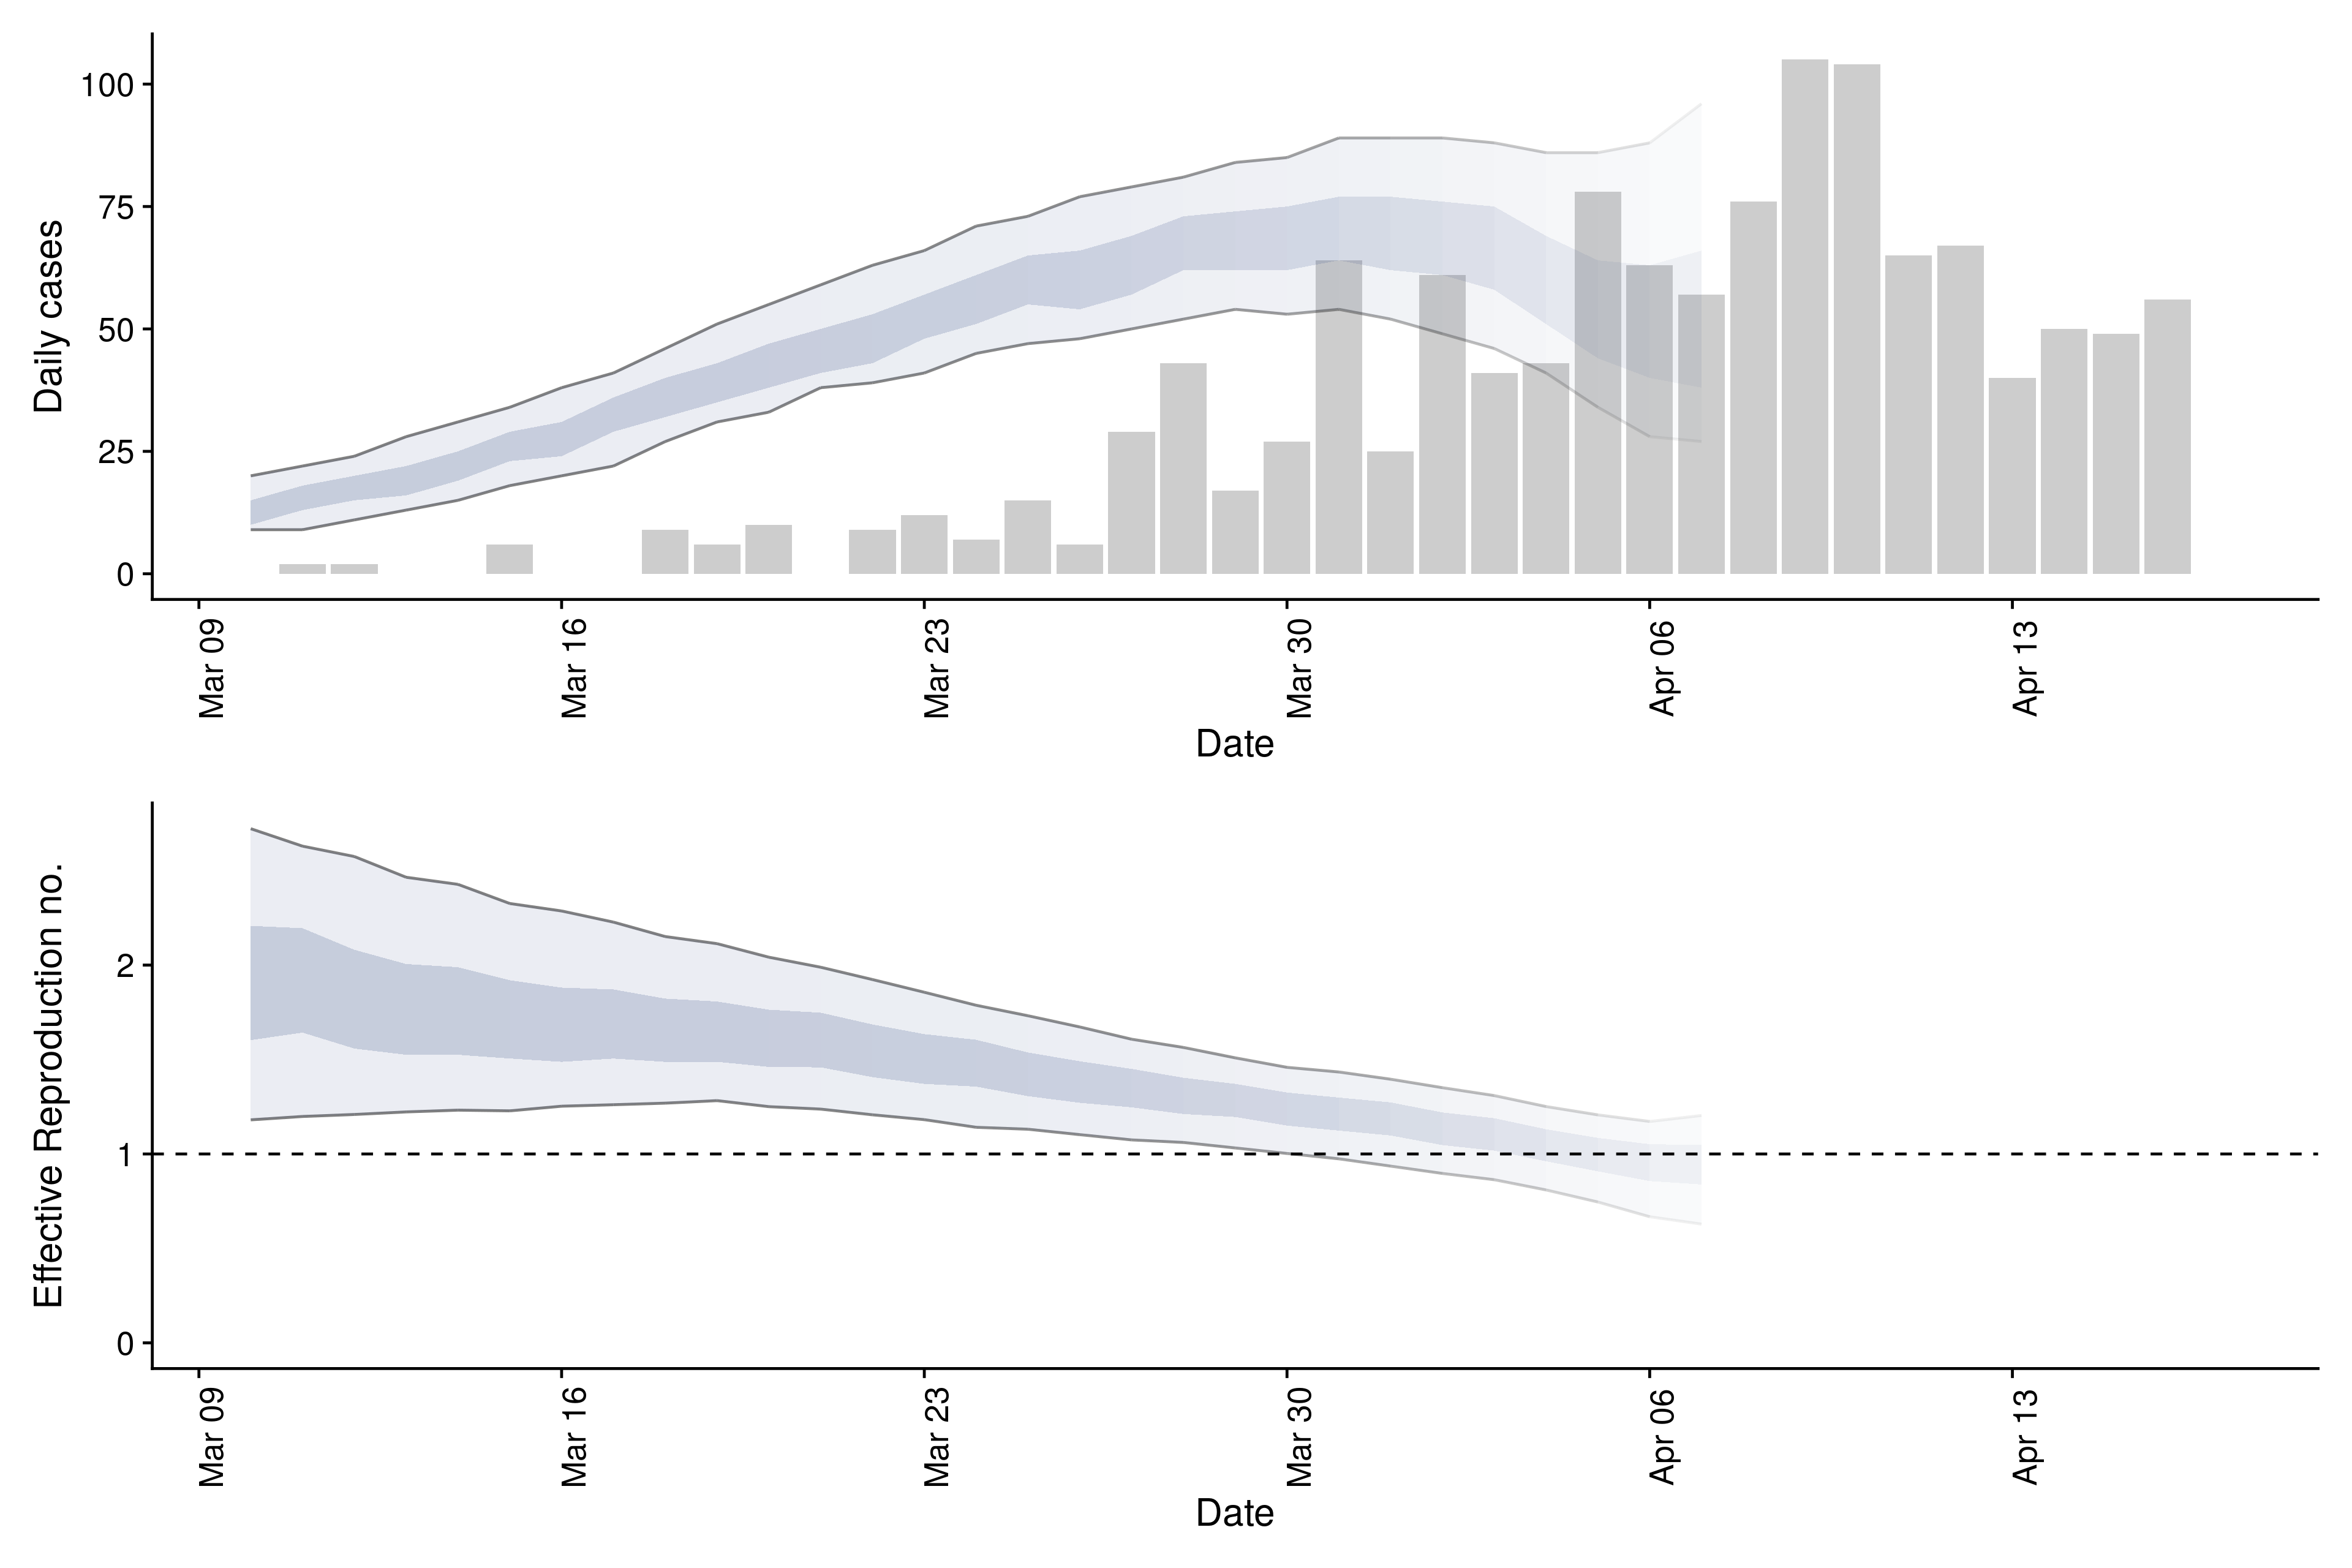 Daily cases
100
75
50
25
0
Mar 09
Mar 16
Mar 23
Mar 30
Apr 06
Apr 13
Date
Effective Reproduction no.
2
1
0
Mar 09
Mar 16
Mar 23
Mar 30
Apr 06
Apr 13
Date